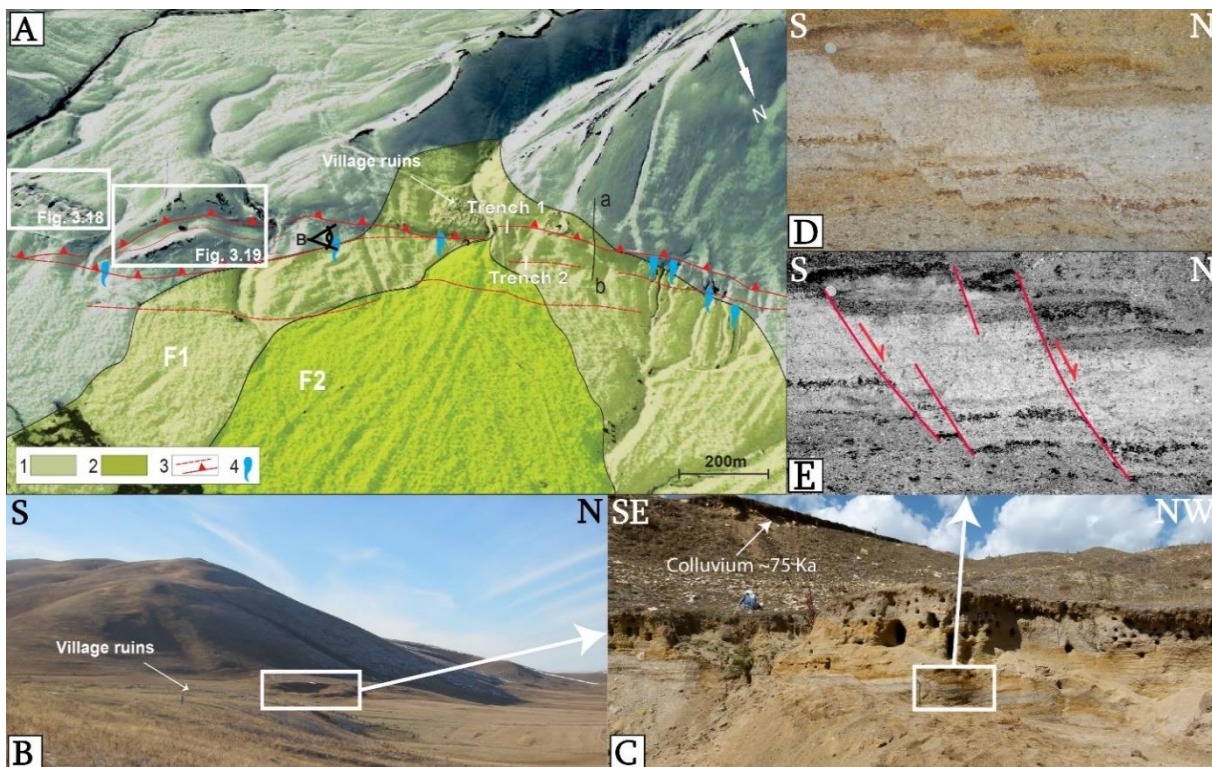 A
N
Village ruins
Trench 1
a
Fig. 3.18
B
Fig. 3.19
Trench 2
b
F1
F2
1
2
3
4
200m
S
N
D
S
N
E
S
N
Village ruins
B
SE
NW
Colluvium ~75 Ka
C